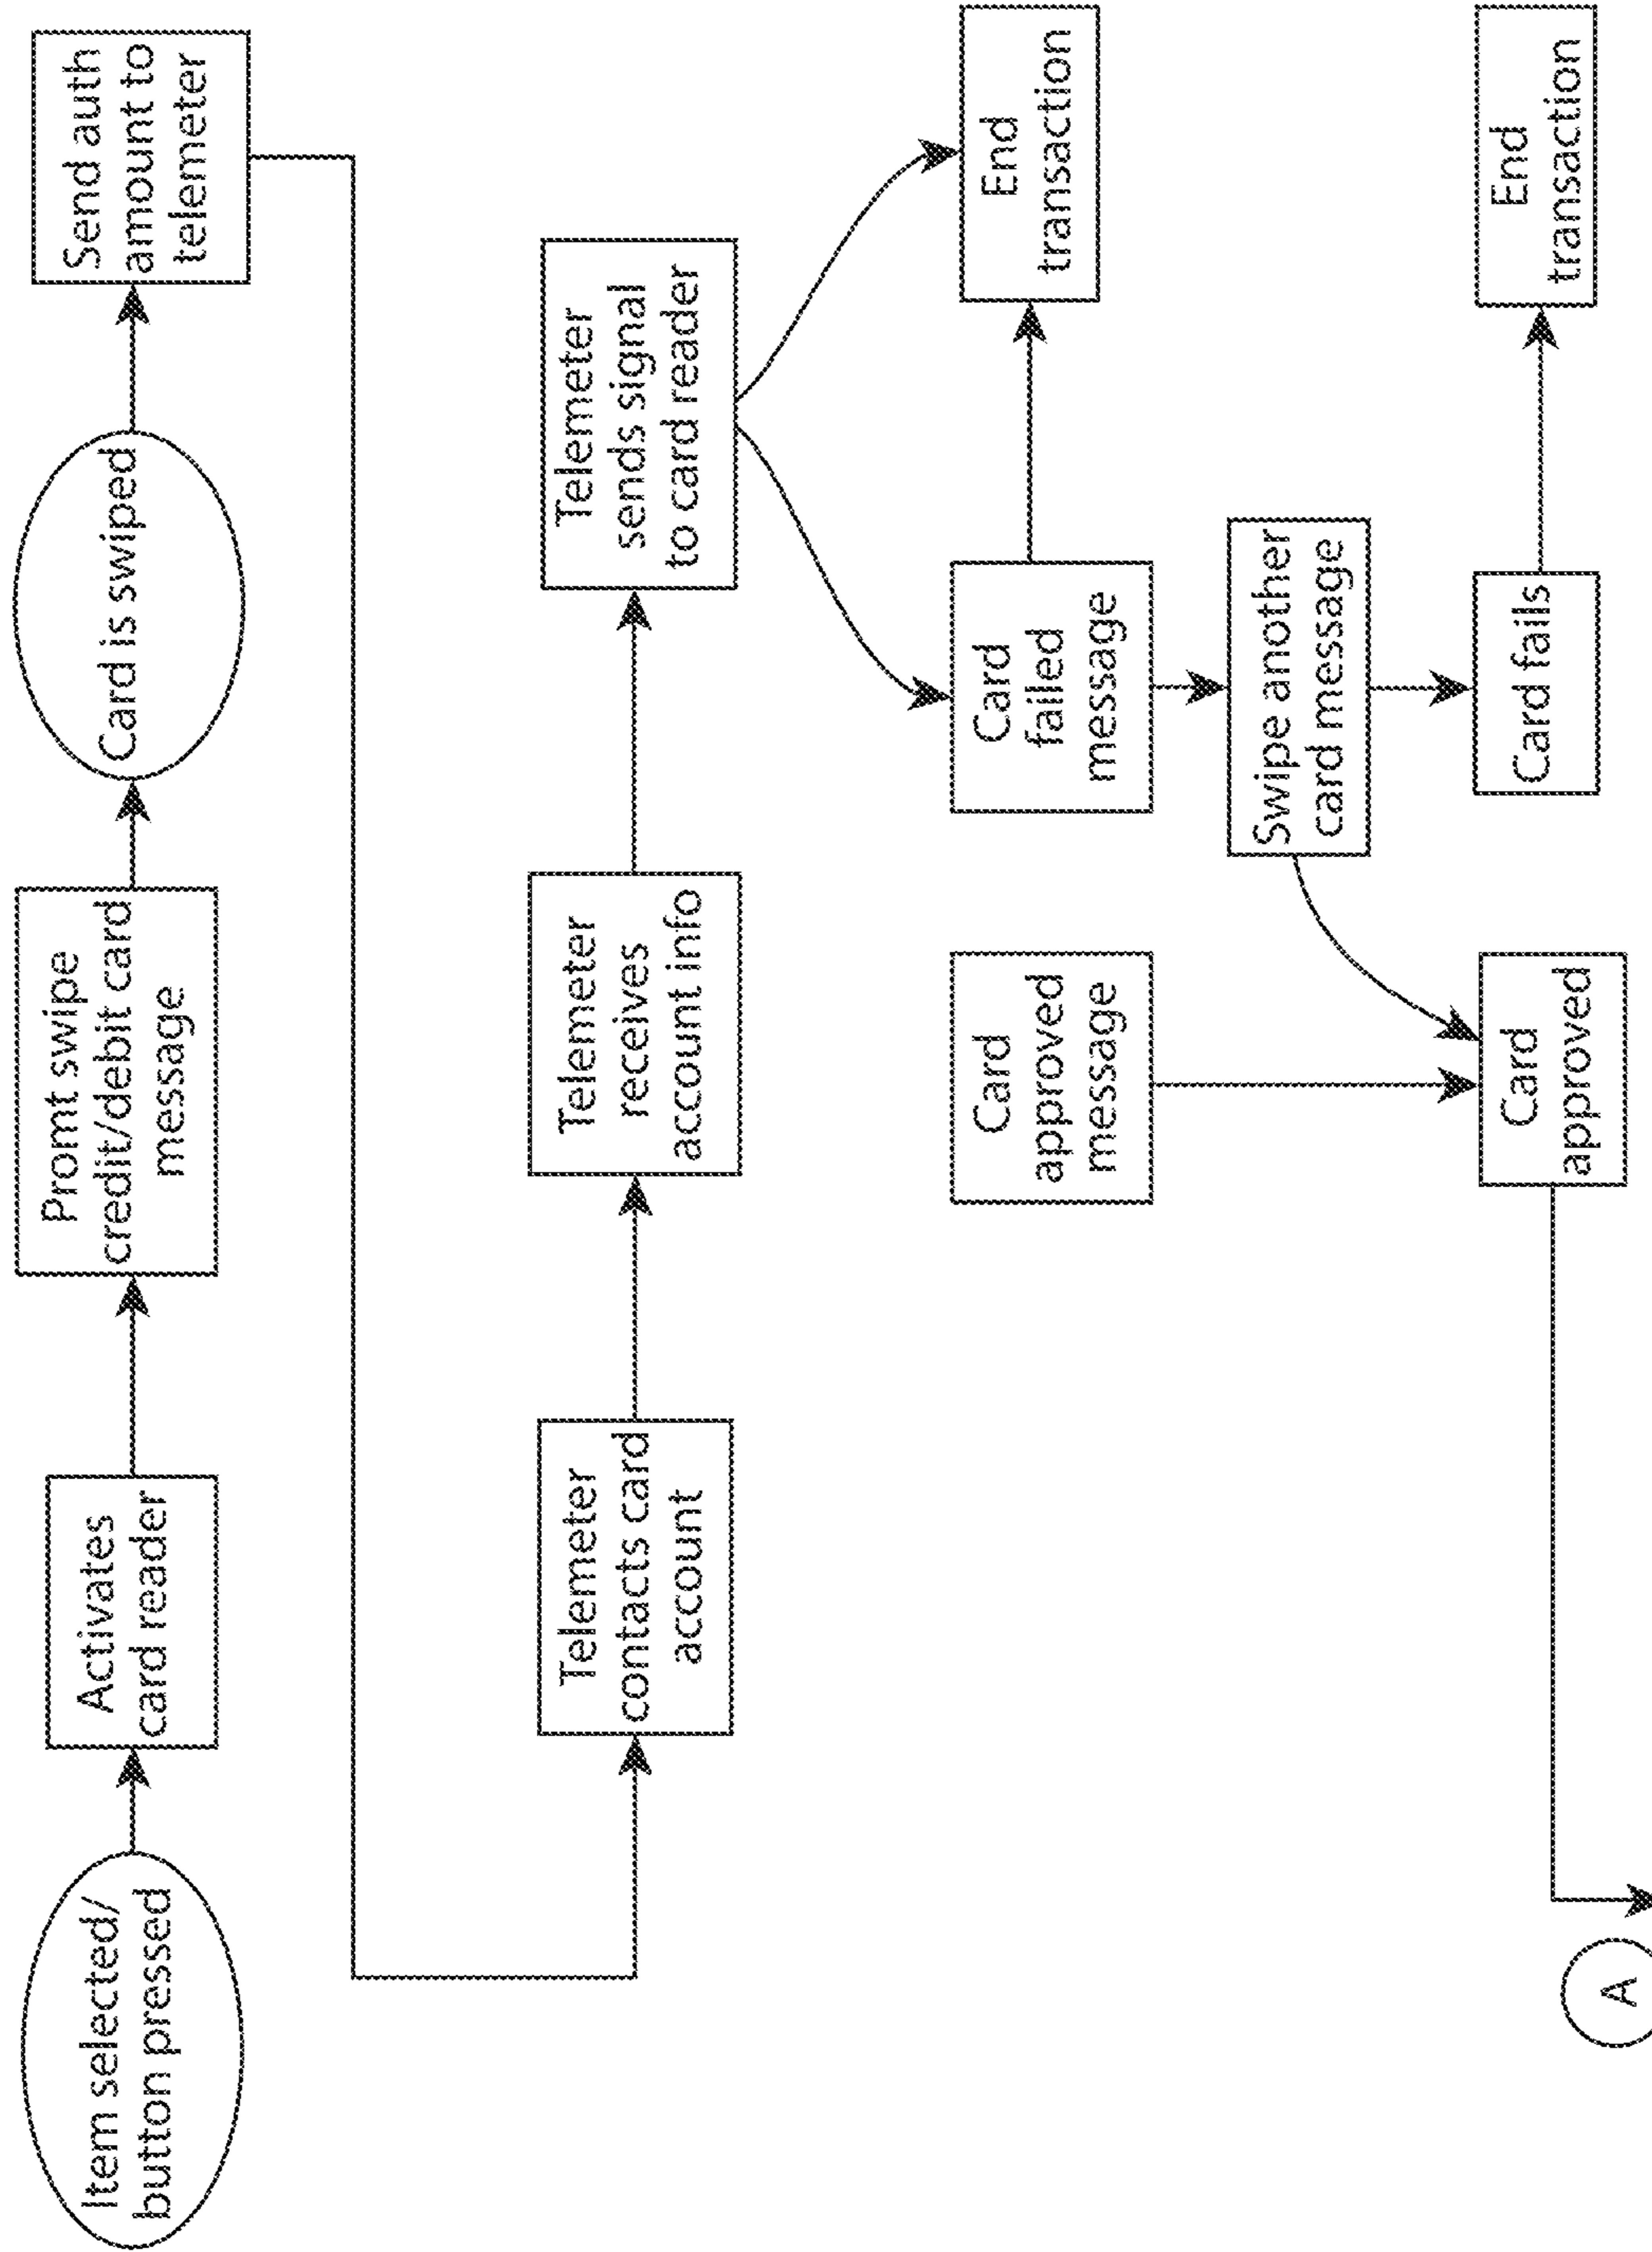 Item selected/
button pressed
Activates
card reader
Promt swipe
credit/debit card
message
Card is swiped
Send auth
amount to
telemeter
Telemeter
contacts card
account
Telemeter
receives
account info
Telemeter
sends signal
to card reader
Card
approved
message
Card
failed
message
End
transaction
Swipe another
card message
Card
approved
Card fails
End
transaction
A